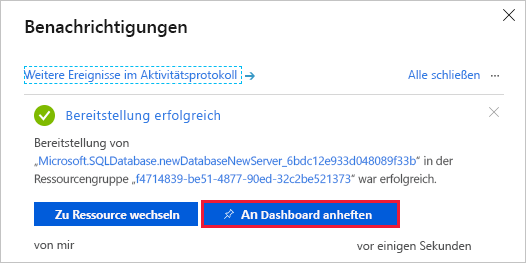 Benachrichtigungen
Weitere Ereignisse im Aktivitätsprotokoll → Alle schließen ···
Bereitstellung erfolgreich
Bereitstellung von
„Microsoft.SQLDatabase.newDatabaseNewServer_6bdc12e933d048089f33b“ in der
Ressourcengruppe „f4714839-be51-4877-90ed-32c2be521373“ war erfolgreich.
Zu Ressource wechseln An Dashboard anheften
von mir vor einigen Sekunden